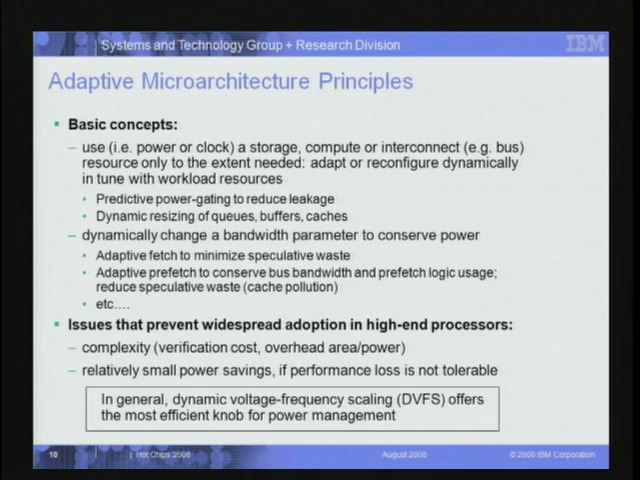 Systems and Technology Group + Research Division
IBM
Adaptive Microarchitecture Principles
Basic concepts:
– use (i.e. power or clock) a storage, compute or interconnect (e.g. bus)
resource only to the extent needed: adapt or reconfigure dynamically
in tune with workload resources
• Predictive power-gating to reduce leakage
• Dynamic resizing of queues, buffers, caches
– dynamically change a bandwidth parameter to conserve power
• Adaptive fetch to minimize speculative waste
• Adaptive prefetch to conserve bus bandwidth and prefetch logic usage;
reduce speculative waste (cache pollution)
• etc....
Issues that prevent widespread adoption in high-end processors:
– complexity (verification cost, overhead area/power)
– relatively small power savings, if performance loss is not tolerable
In general, dynamic voltage-frequency scaling (DVFS) offers
the most efficient knob for power management
10 | Hot Chips 2008 August 2008 © 2008 IBM Corporation